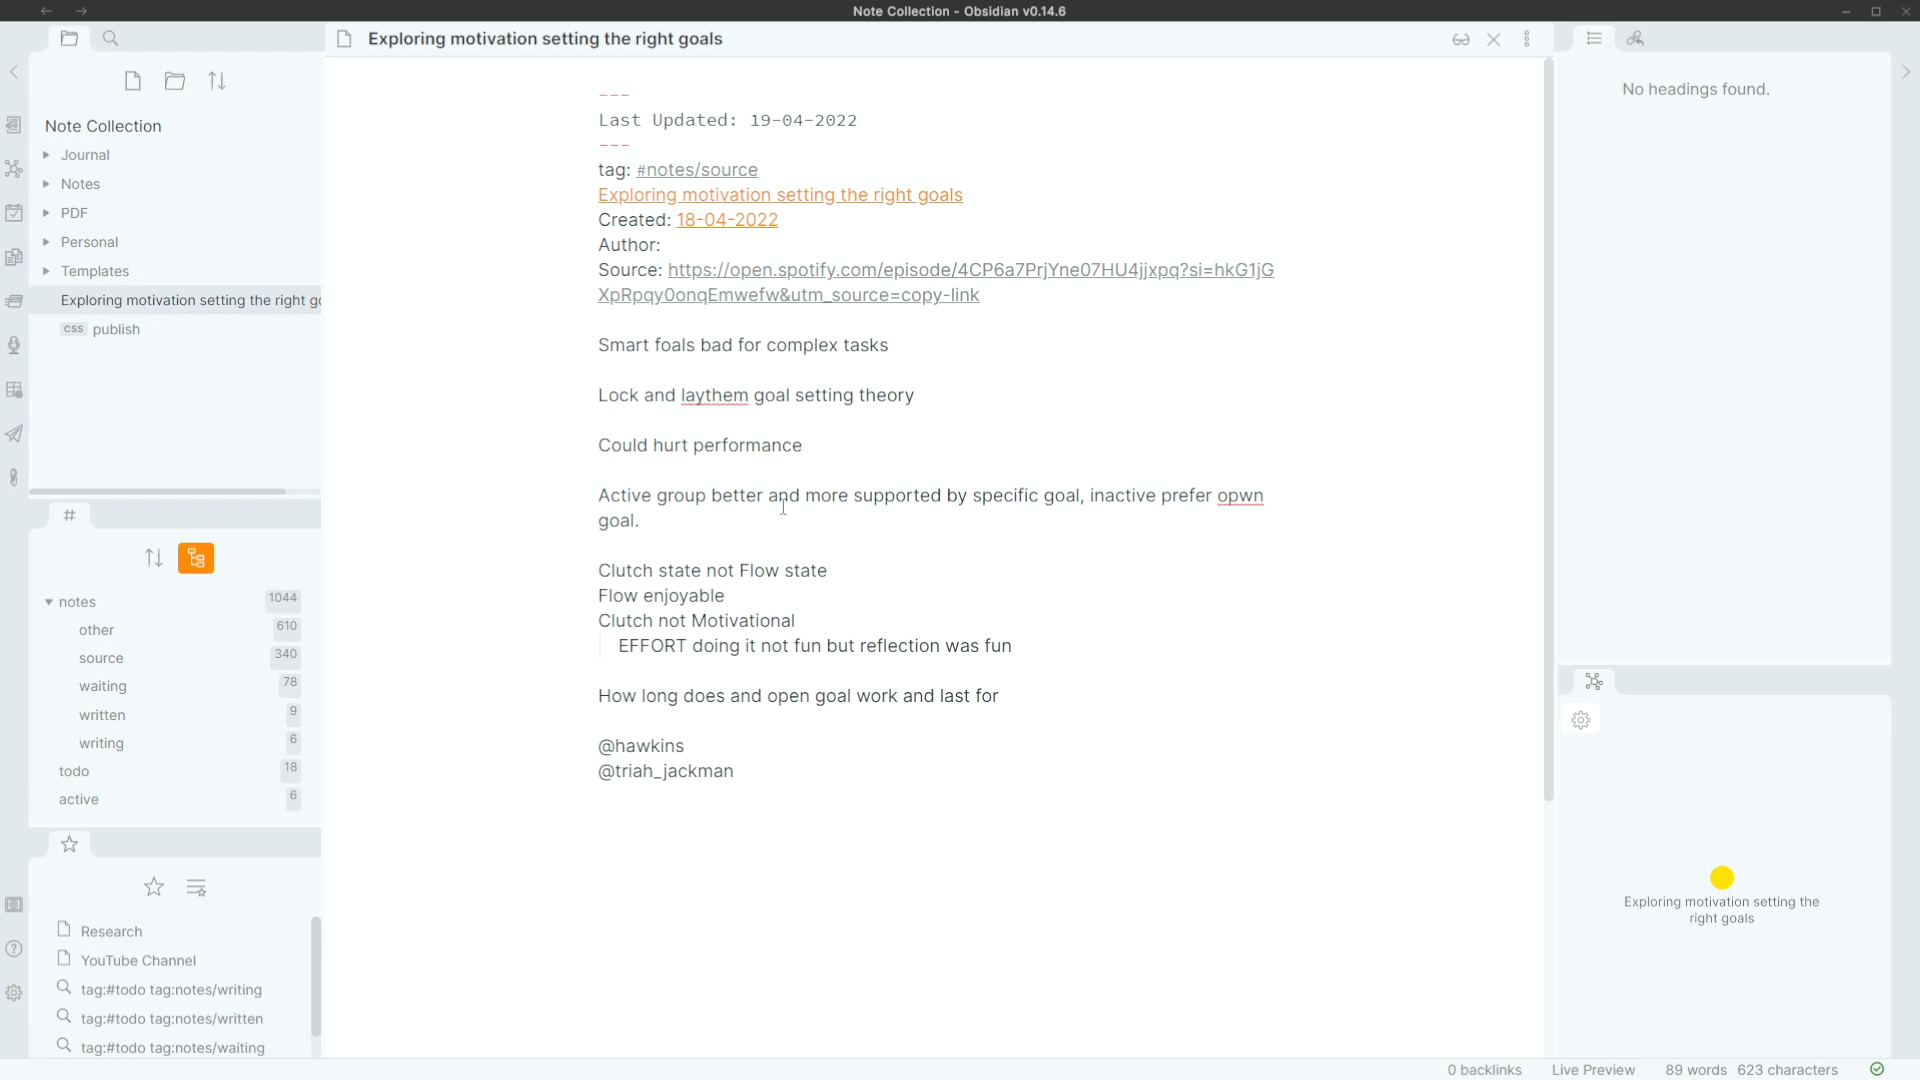 Note Collection - Obsidian v0.14.6
Exploring motivation setting the right goals
Note Collection
Journal
Notes
PDF
Personal
Templates
Exploring motivation setting the right go
css publish
#
notes 1044
other 610
source 340
waiting 78
written 9
writing 6
todo 18
active 6
Research
YouTube Channel
tag:#todo tag:notes/writing
tag:#todo tag:notes/written
tag:#todo tag:notes/waiting
---
Last Updated: 19-04-2022
---
tag: #notes/source
Exploring motivation setting the right goals
Created: 18-04-2022
Author:
Source: https://open.spotify.com/episode/4CP6a7PrjYne07HU4jjxpq?si=hkG1jG
XpRpqy0onqEmwefw&utm_source=copy-link
Smart foals bad for complex tasks
Lock and laythem goal setting theory
Could hurt performance
Active group better and more supported by specific goal, inactive prefer opwn
goal.
Clutch state not Flow state
Flow enjoyable
Clutch not Motivational
EFFORT doing it not fun but reflection was fun
How long does and open goal work and last for
@hawkins
@triah_jackman
No headings found.
Exploring motivation setting the
right goals
0 backlinks Live Preview 89 words 623 characters